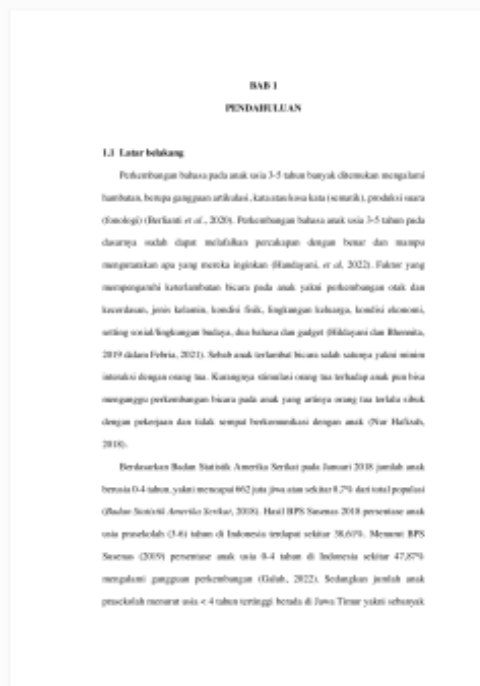 BAB 1
PENDAHULUAN
1.1 Latar belakang
Perkembangan bahasa pada anak usia 3-5 tahun banyak ditemukan mengalami
hambatan, berupa gangguan artikulasi, kata atau kosa kata (sematik), produksi suara
(fonologi) (Berlianti et al., 2020). Perkembangan bahasa anak usia 3-5 tahun pada
dasarnya sudah dapat melafalkan percakapan dengan benar dan mampu
mengutarakan apa yang mereka inginkan (Handayani, et al, 2022). Faktor yang
mempengaruhi keterlambatan bicara pada anak yakni perkembangan otak dan
kecerdasan, jenis kelamin, kondisi fisik, lingkungan keluarga, kondisi ekonomi,
setting sosial/lingkungan budaya, dua bahasa dan gadget (Hildayani dan
2019 dalam Febria, 2021). Sebab anak terlambat bicara salah satunya yakni minim
interaksi dengan orang tua. Kurangnya stimulasi orang tua terhadap anak pun bisa
menganggu perkembangan bicara pada anak yang artinya orang tua terlalu sibuk
dengan pekerjaan dan tidak sempat berkomunikasi dengan anak (Nur Hafizah,
2018).
Berdasarkan Badan Statistik Amerika Serikat pada Januari 2018 jumlah anak
berusia 0-4 tahun, yakni mencapai 662 juta jiwa atau sekitar 8,7% dari total populasi
(Badan Statistik Amerika Serikat, 2018). Hasil BPS Susenas 2018 persentase anak
usia prasekolah (3-6) tahun di Indonesia terdapat sekitar 38,61%. Menurut BPS
Susenas (2019) persentase anak usia 0-4 tahun di Indonesia sekitar 47,87%
mengalami gangguan perkembangan (Galuh, 2022). Sedangkan jumlah anak
prasekolah menurut usia < 4 tahun tertinggi berada di Jawa Timur yakni sebanyak